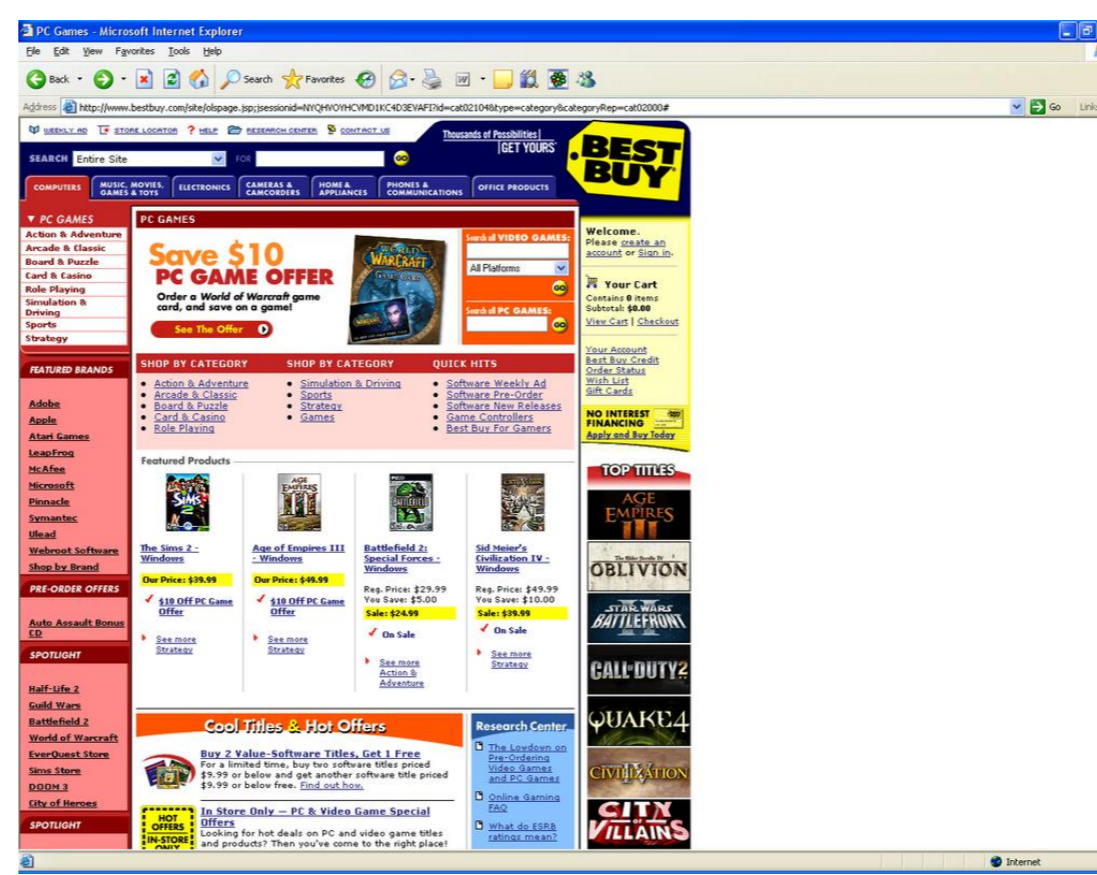 PC Games - Microsoft Internet Explorer
File Edit View Favorites Tools Help
Back Search Favorites
Address http://www.bestbuy.com/site/olspage.jsp;jsessionid=NYQHVOYHCVMD1KC4D3EVAFI?id=cat02104&type=category&categoryRep=cat02000# Go Links
WEEKLY AD STORE LOCATOR ? HELP RESEARCH CENTER CONTACT US
Thousands of Possibilities
GET YOURS
BEST
BUY
SEARCH Entire Site FOR GO
COMPUTERS
MUSIC, MOVIES,
GAMES & TOYS
ELECTRONICS
CAMERAS &
CAMCORDERS
HOME &
APPLIANCES
PHONES &
COMMUNICATIONS
OFFICE PRODUCTS
▼ PC GAMES
Action & Adventure
Arcade & Classic
Board & Puzzle
Card & Casino
Role Playing
Simulation &
Driving
Sports
Strategy
FEATURED BRANDS
Adobe
Apple
Atari Games
LeapFrog
McAfee
Microsoft
Pinnacle
Symantec
Ulead
Webroot Software
Shop by Brand
PRE-ORDER OFFERS
Auto Assault Bonus
CD
SPOTLIGHT
Half-Life 2
Guild Wars
Battlefield 2
World of Warcraft
EverQuest Store
Sims Store
DOOM 3
City of Heroes
SPOTLIGHT
PC GAMES
Save $10
PC GAME OFFER
Order a World of Warcraft game
card, and save on a game!
See The Offer
WORLD
WARCRAFT
Search all VIDEO GAMES:
All Platforms
GO
Search all PC GAMES:
GO
SHOP BY CATEGORY
• Action & Adventure
• Arcade & Classic
• Board & Puzzle
• Card & Casino
• Role Playing
SHOP BY CATEGORY
• Simulation & Driving
• Sports
• Strategy
• Games
QUICK HITS
• Software Weekly Ad
• Software Pre-Order
• Software New Releases
• Game Controllers
• Best Buy For Gamers
Featured Products
The Sims 2 -
Windows
Our Price: $39.99
$10 Off PC Game
Offer
See more
Strategy
Age of Empires III
- Windows
Our Price: $49.99
$10 Off PC Game
Offer
See more
Strategy
Battlefield 2:
Special Forces -
Windows
Reg. Price: $29.99
You Save: $5.00
Sale: $24.99
On Sale
See more
Action &
Adventure
Sid Meier's
Civilization IV -
Windows
Reg. Price: $49.99
You Save: $10.00
Sale: $39.99
On Sale
See more
Strategy
Cool Titles & Hot Offers
Buy 2 Value-Software Titles, Get 1 Free
For a limited time, buy two software titles priced
$9.99 or below and get another software title priced
$9.99 or below free. Find out how.
HOT
OFFERS
IN-STORE
ONLY
In Store Only — PC & Video Game Special
Offers
Looking for hot deals on PC and video game titles
and products? Then you've come to the right place!
Research Center
The Lowdown on
Pre-Ordering
Video Games
and PC Games
Online Gaming
FAQ
What do ESRB
ratings mean?
Welcome.
Please create an
account or Sign in.
Your Cart
Contains 0 items
Subtotal: $0.00
View Cart | Checkout
Your Account
Best Buy Credit
Order Status
Wish List
Gift Cards
NO INTEREST
FINANCING
Apply and Buy Today
TOP TITLES
AGE
EMPIRES
III
The Elder Scrolls IV
OBLIVION
STAR WARS
BATTLEFRONT
II
CALL OF DUTY 2
QUAKE 4
CIVILIZATION
CITY
VILLAINS
Internet